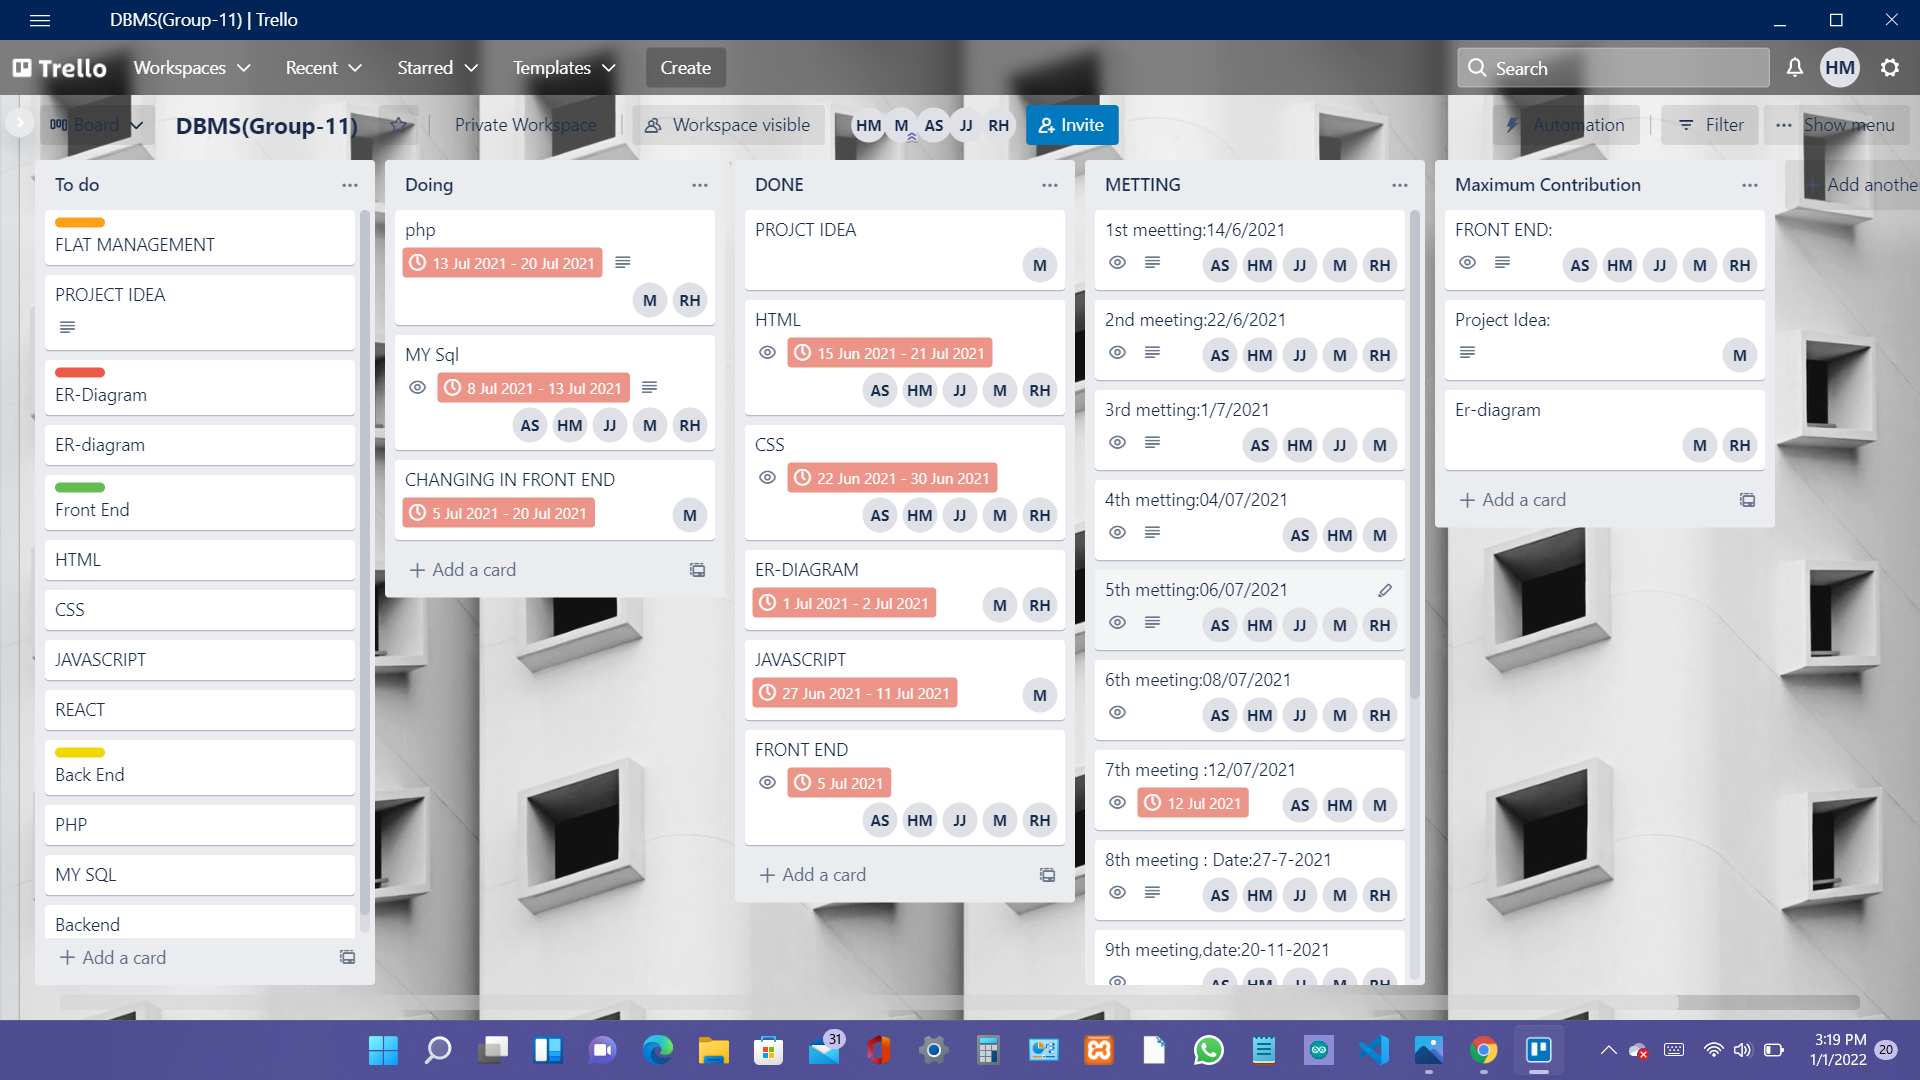 DBMS(Group-11) | Trello
Trello
Workspaces
Recent
Starred
Templates
Create
Search
HM
Board
DBMS(Group-11)
Private Workspace
Workspace visible
HM M AS JJ RH
Invite
Automation
Filter
Show menu
To do
FLAT MANAGEMENT
PROJECT IDEA
ER-Diagram
ER-diagram
Front End
HTML
CSS
JAVASCRIPT
REACT
Back End
PHP
MY SQL
Backend
+ Add a card
Doing
php
13 Jul 2021 - 20 Jul 2021
M RH
MY Sql
8 Jul 2021 - 13 Jul 2021
AS HM JJ M RH
CHANGING IN FRONT END
5 Jul 2021 - 20 Jul 2021
M
+ Add a card
DONE
PROJCT IDEA
M
HTML
15 Jun 2021 - 21 Jul 2021
AS HM JJ M RH
CSS
22 Jun 2021 - 30 Jun 2021
AS HM JJ M RH
ER-DIAGRAM
1 Jul 2021 - 2 Jul 2021
M RH
JAVASCRIPT
27 Jun 2021 - 11 Jul 2021
M
FRONT END
5 Jul 2021
AS HM JJ M RH
+ Add a card
METTING
1st meetting:14/6/2021
AS HM JJ M RH
2nd meeting:22/6/2021
AS HM JJ M RH
3rd metting:1/7/2021
AS HM JJ M
4th metting:04/07/2021
AS HM M
5th metting:06/07/2021
AS HM JJ M RH
6th meeting:08/07/2021
AS HM JJ M RH
7th meeting :12/07/2021
12 Jul 2021
AS HM M
8th meeting : Date:27-7-2021
AS HM JJ M RH
9th meeting,date:20-11-2021
AS HM JJ M RH
Maximum Contribution
FRONT END:
AS HM JJ M RH
Project Idea:
M
Er-diagram
M RH
+ Add a card
+ Add another
31
3:19 PM
1/1/2022
20